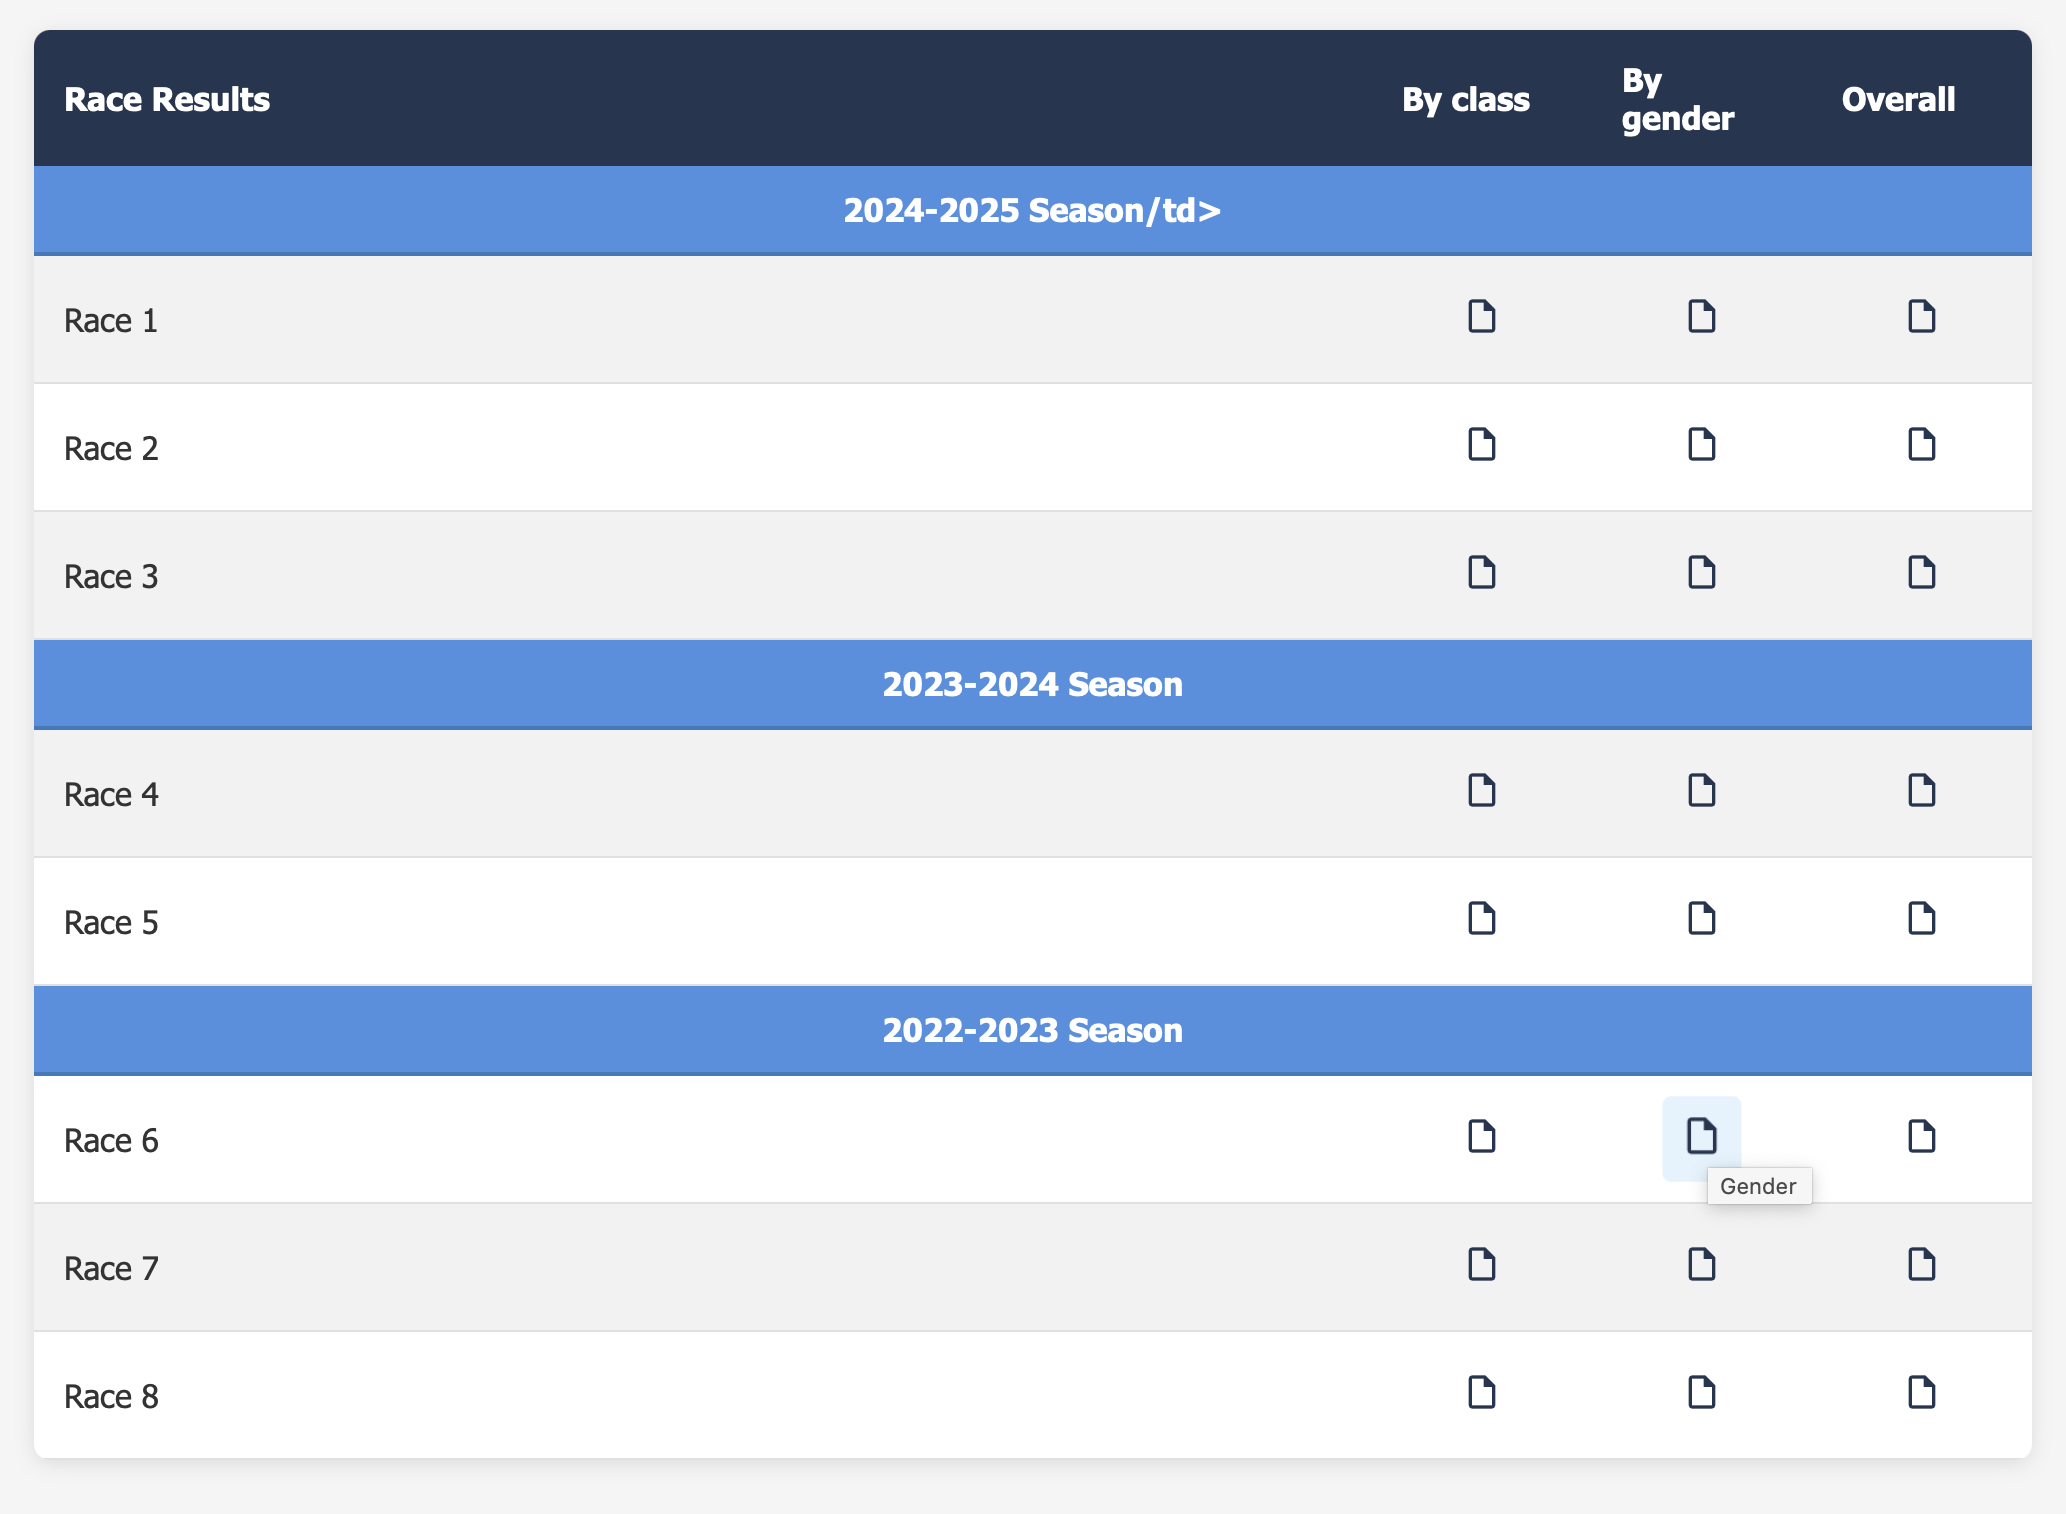 Race Results By class By gender Overall
2024-2025 Season/td>
Race 1
Race 2
Race 3
2023-2024 Season
Race 4
Race 5
2022-2023 Season
Race 6
Gender
Race 7
Race 8